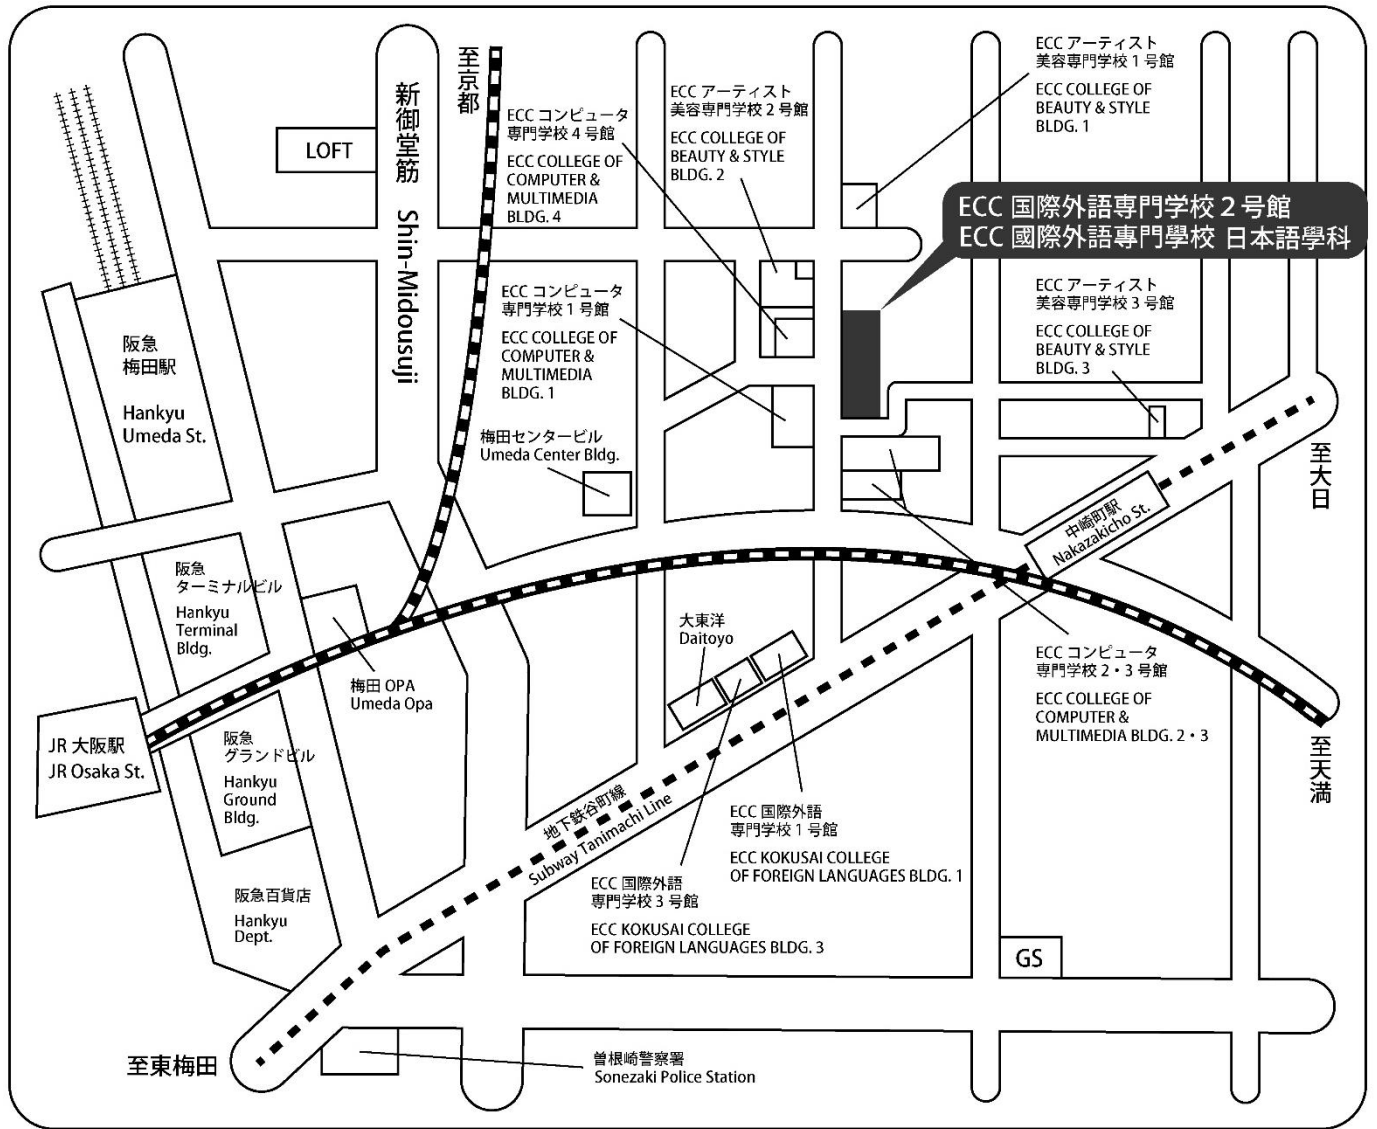 至京都
新御堂筋 Shin-Midousuji
LOFT
ECC コンピュータ
専門学校 4 号館
ECC COLLEGE OF
COMPUTER &
MULTIMEDIA
BLDG. 4
ECC アーティスト
美容専門学校 2 号館
ECC COLLEGE OF
BEAUTY & STYLE
BLDG. 2
ECC アーティスト
美容専門学校 1 号館
ECC COLLEGE OF
BEAUTY & STYLE
BLDG. 1
ECC 国際外語専門学校 2 号館
ECC 國際外語專門學校 日本語學科
ECC コンピュータ
専門学校 1 号館
ECC COLLEGE OF
COMPUTER &
MULTIMEDIA
BLDG. 1
ECC アーティスト
美容専門学校 3 号館
ECC COLLEGE OF
BEAUTY & STYLE
BLDG. 3
阪急
梅田駅
Hankyu
Umeda St.
梅田センタービル
Umeda Center Bldg.
至大日
中崎町駅
Nakazakicho St.
阪急
ターミナルビル
Hankyu
Terminal
Bldg.
大東洋
Daitoyo
ECC コンピュータ
専門学校 2・3 号館
ECC COLLEGE OF
COMPUTER &
MULTIMEDIA BLDG. 2・3
梅田 OPA
Umeda Opa
JR 大阪駅
JR Osaka St.
阪急
グランドビル
Hankyu
Ground
Bldg.
至天満
地下鉄谷町線
Subway Tanimachi Line
ECC 国際外語
専門学校 1 号館
ECC KOKUSAI COLLEGE
OF FOREIGN LANGUAGES BLDG. 1
ECC 国際外語
専門学校 3 号館
ECC KOKUSAI COLLEGE
OF FOREIGN LANGUAGES BLDG. 3
阪急百貨店
Hankyu
Dept.
GS
至東梅田
曽根崎警察署
Sonezaki Police Station